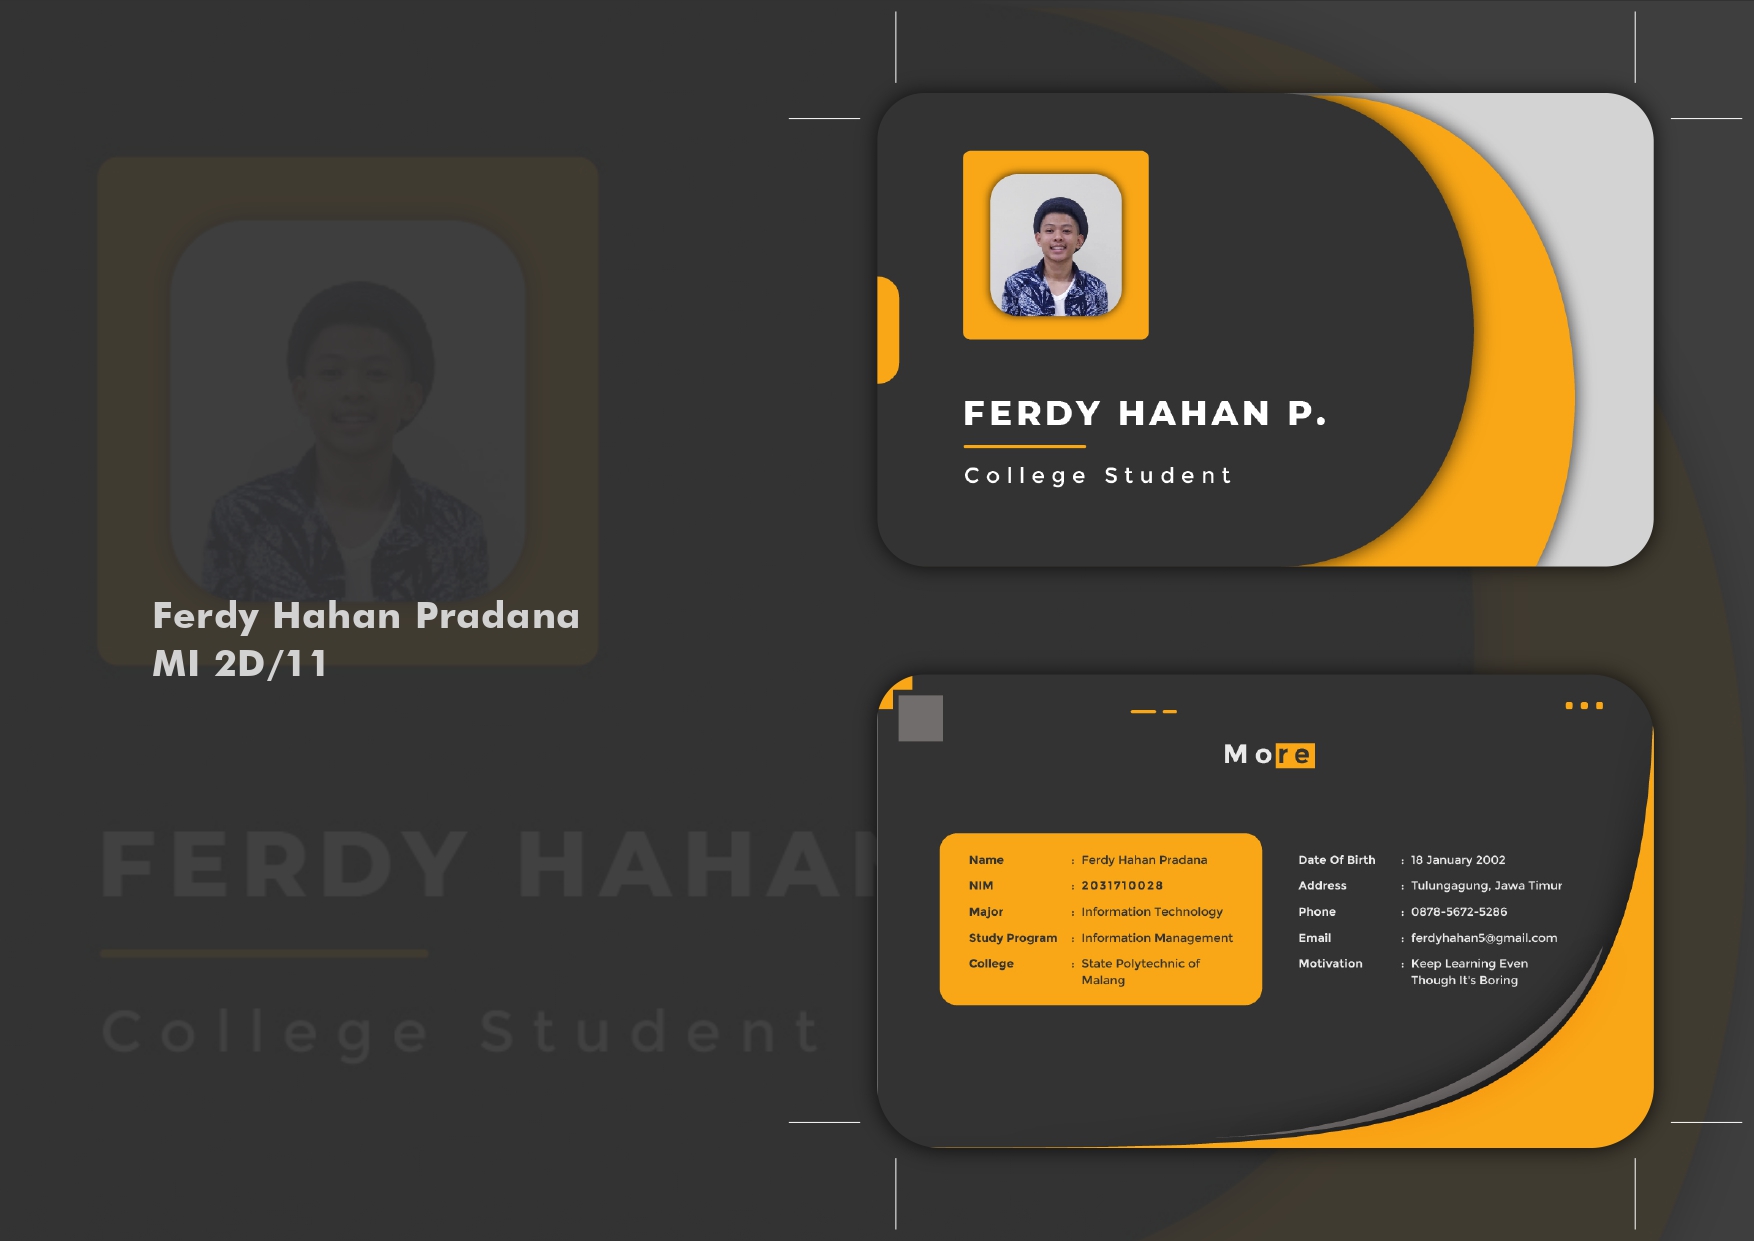 Ferdy Hahan Pradana
MI 2D/11
FERDY HAHAN
College Student
FERDY HAHAN P.
College Student
More
Name : Ferdy Hahan Pradana
NIM : 2031710028
Major : Information Technology
Study Program : Information Management
College : State Polytechnic of
Malang
Date Of Birth : 18 January 2002
Address : Tulungagung, Jawa Timur
Phone : 0878-5672-5286
Email : ferdyhahan5@gmail.com
Motivation : Keep Learning Even
Though It's Boring